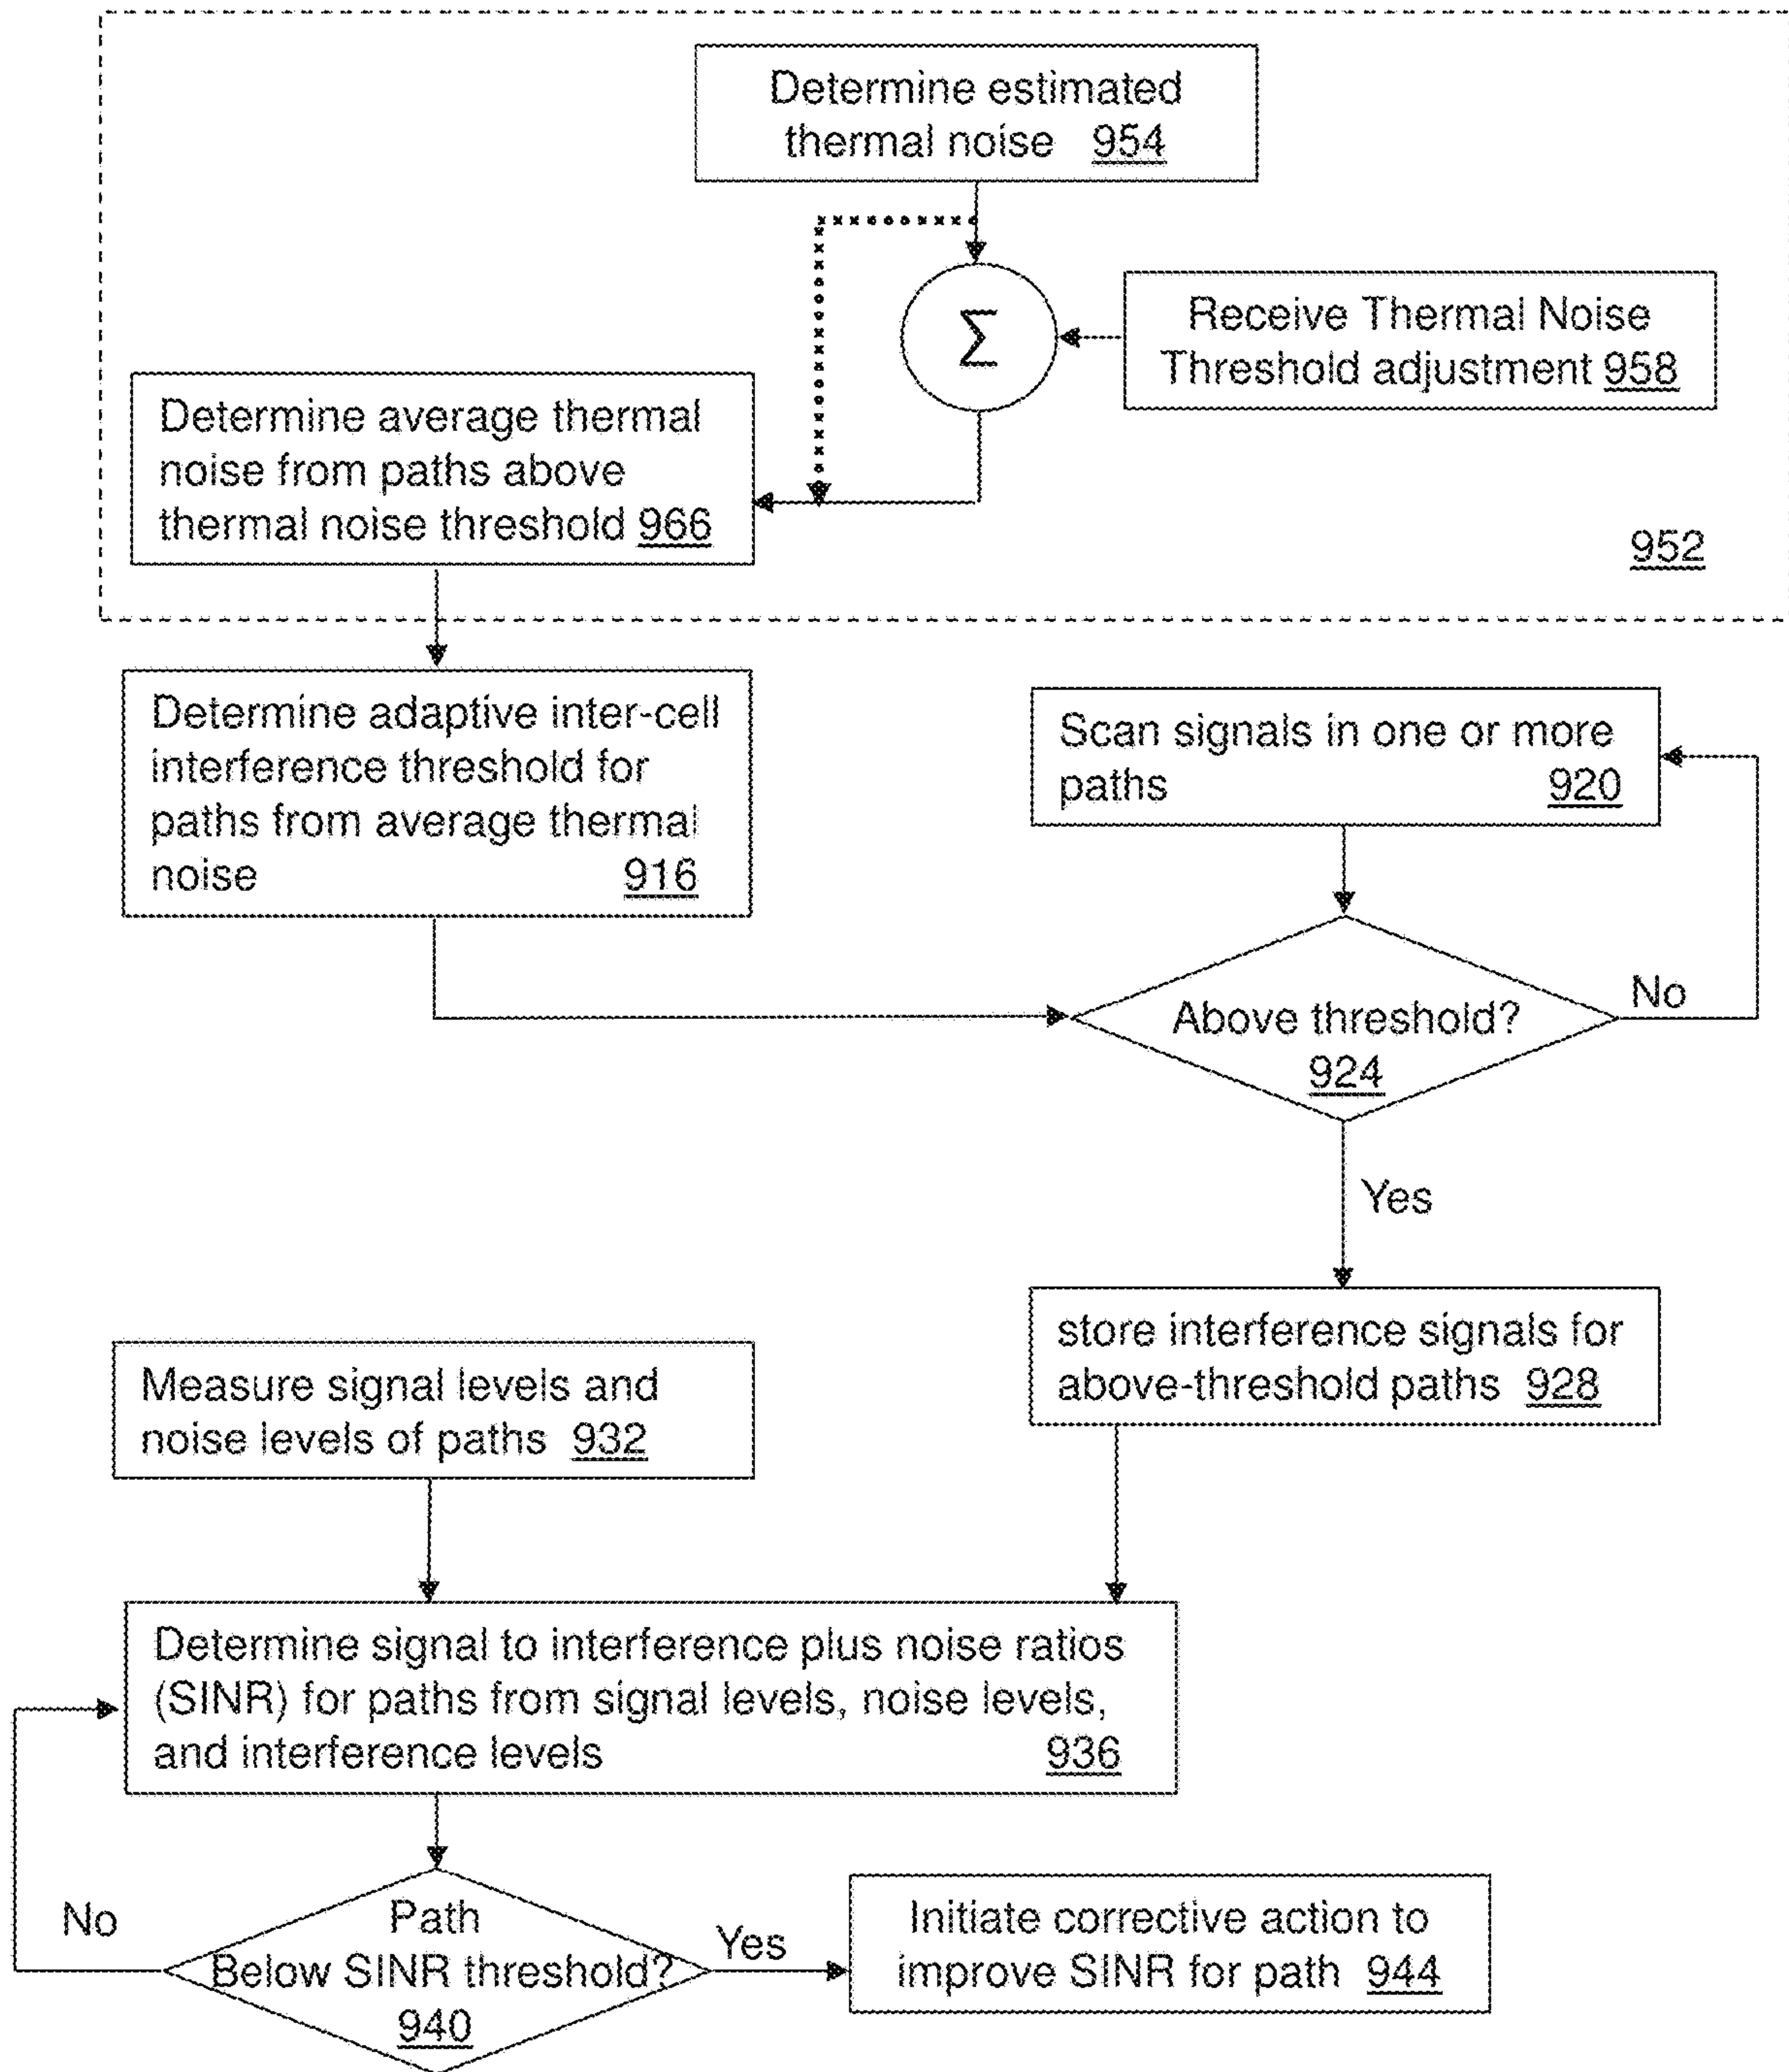 Determine estimated
thermal noise 954
Σ
Receive Thermal Noise
Threshold adjustment 958
Determine average thermal
noise from paths above
thermal noise threshold 966
952
Determine adaptive inter-cell
interference threshold for
paths from average thermal
noise 916
Scan signals in one or more
paths 920
Above threshold?
924
No
Yes
store interference signals for
above-threshold paths 928
Measure signal levels and
noise levels of paths 932
Determine signal to interference plus noise ratios
(SINR) for paths from signal levels, noise levels,
and interference levels 936
No
Path
Below SINR threshold?
940
Yes
Initiate corrective action to
improve SINR for path 944